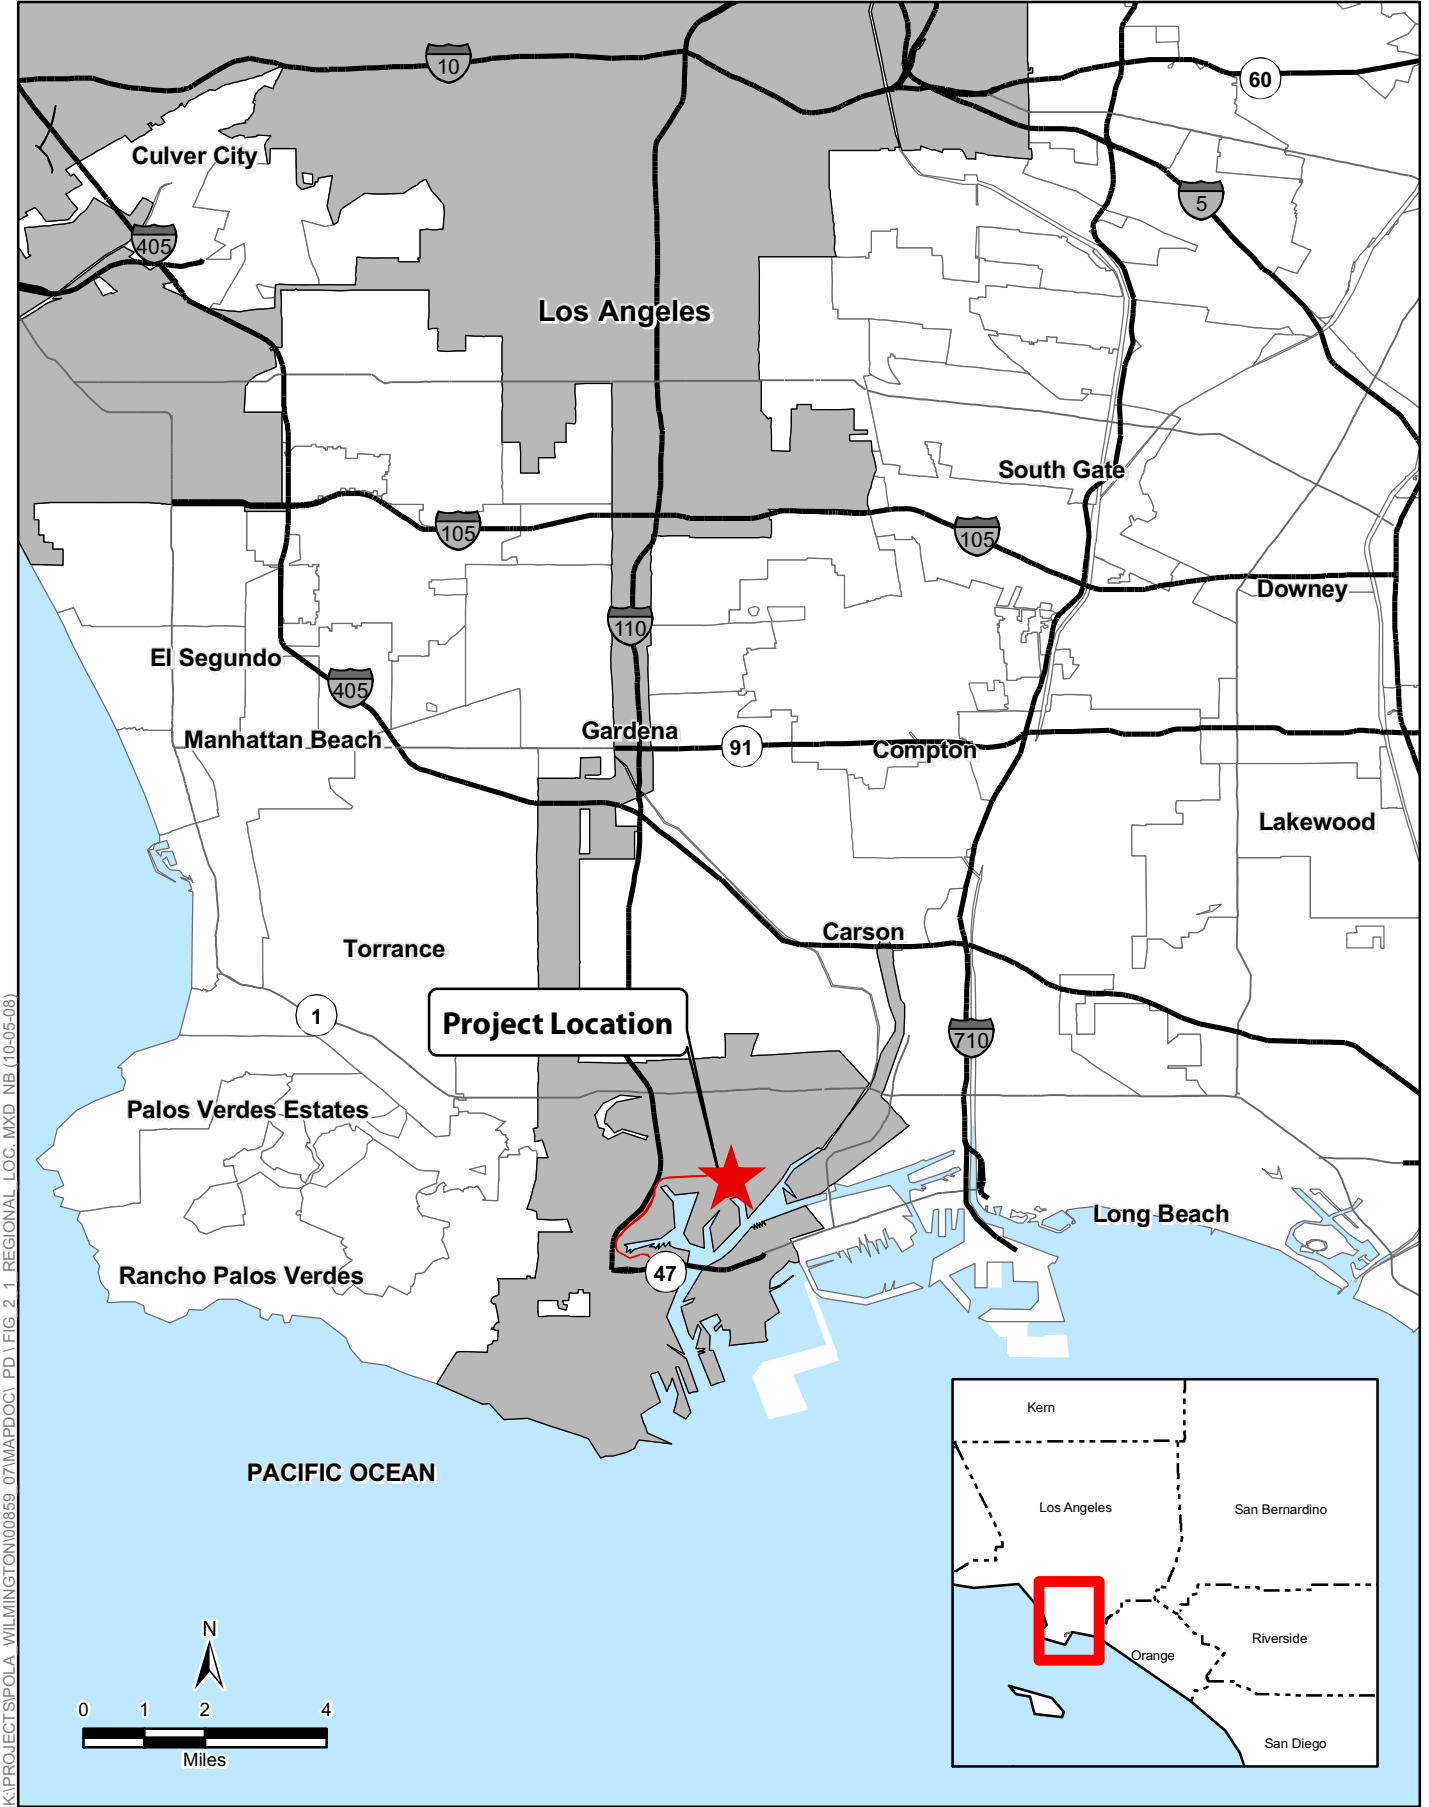 10
60
Culver City
5
405
Los Angeles
South Gate
105
105
Downey
110
El Segundo
405
Gardena
Manhattan Beach
91
Compton
Lakewood
Carson
Torrance
1
Project Location
710
Palos Verdes Estates
Long Beach
Rancho Palos Verdes
47
PACIFIC OCEAN
Kern
Los Angeles
San Bernardino
Riverside
Orange
San Diego
N
0 1 2 4
Miles
K:\PROJECTS\POLA_WILMINGTON\00859_07\MAPDOC\_PD\FIG_2_1_REGIONAL_LOC.MXD NB (10-05-08)